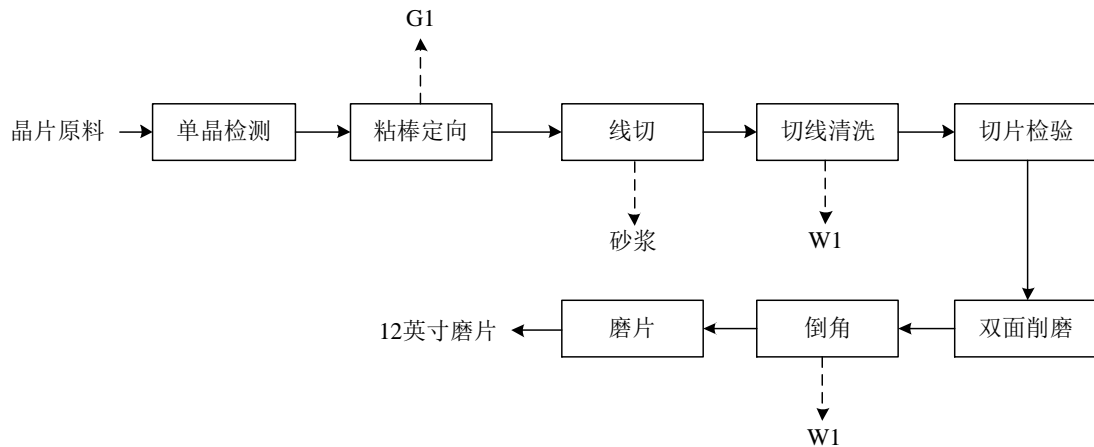 G1
晶片原料
单晶检测
粘棒定向
线切
切线清洗
切片检验
砂浆
W1
12英寸磨片
磨片
倒角
双面削磨
W1